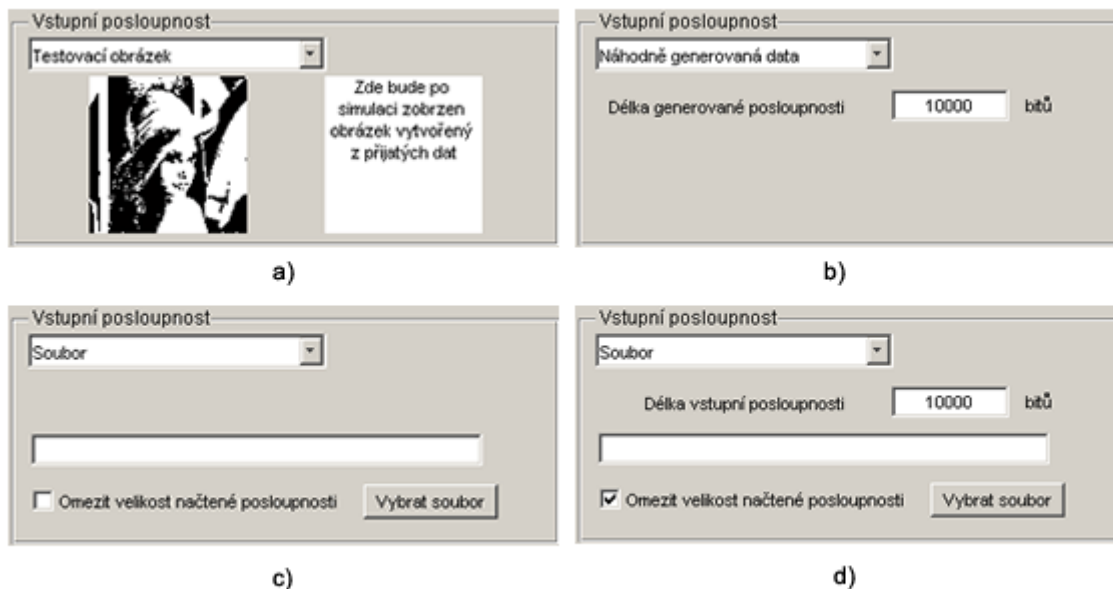 Vstupní posloupnost
Testovací obrázek
Zde bude po
simulaci zobrzen
obrázek vytvořený
z přijatých dat
a)
Vstupní posloupnost
Náhodně generovaná data
Délka generované posloupnosti 10000 bitů
b)
Vstupní posloupnost
Soubor
Omezit velikost načtené posloupnosti Vybrat soubor
c)
Vstupní posloupnost
Soubor
Délka vstupní posloupnosti 10000 bitů
Omezit velikost načtené posloupnosti Vybrat soubor
d)